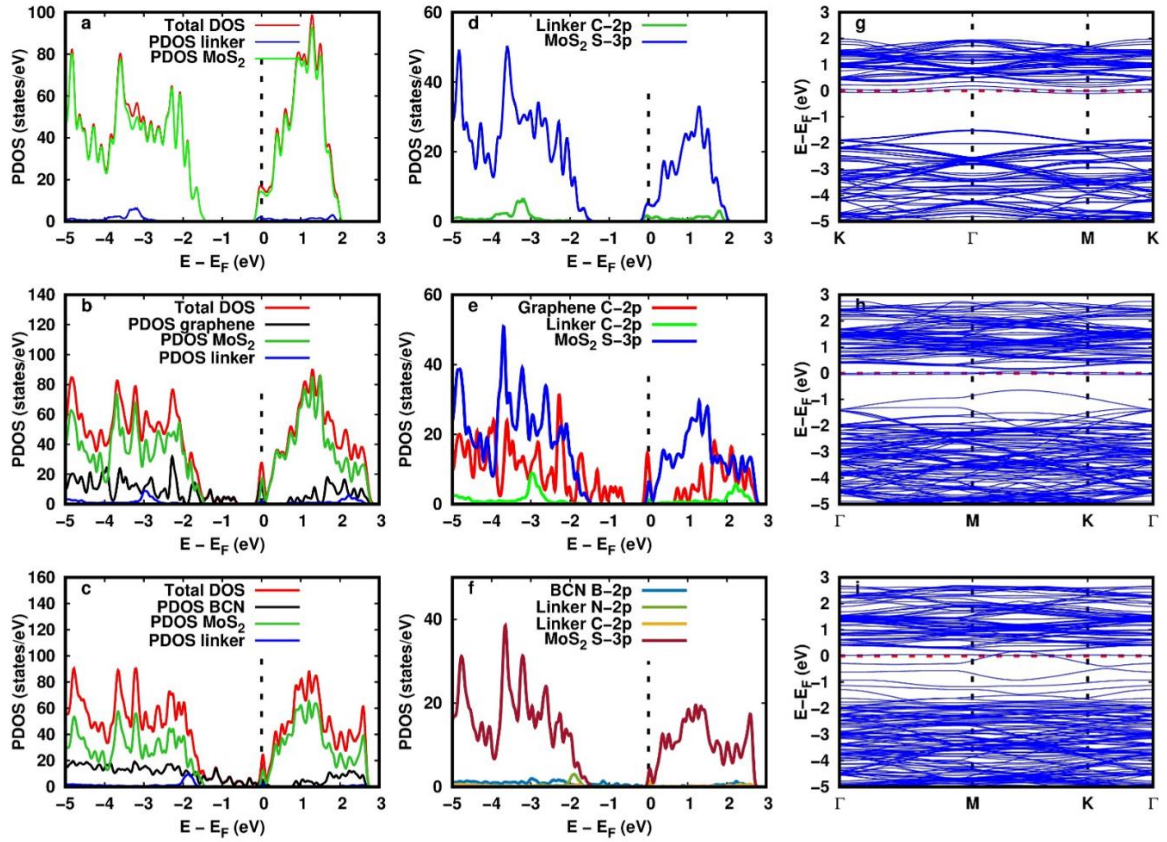 a
Total DOS
PDOS linker
PDOS MoS2
PDOS (states/eV)
100
80
60
40
20
0
−5 −4 −3 −2 −1 0 1 2 3
E − EF (eV)
d
Linker C−2p
MoS2 S−3p
PDOS (states/eV)
60
40
20
0
−5 −4 −3 −2 −1 0 1 2 3
E − EF (eV)
g
E−EF (eV)
3
2
1
0
−1
−2
−3
−4
−5
K Γ M K
b
Total DOS
PDOS graphene
PDOS MoS2
PDOS linker
PDOS (states/eV)
140
120
100
80
60
40
20
0
−5 −4 −3 −2 −1 0 1 2 3
E − EF (eV)
e
Graphene C−2p
Linker C−2p
MoS2 S−3p
PDOS (states/eV)
60
40
20
0
−5 −4 −3 −2 −1 0 1 2 3
E − EF (eV)
h
E−EF (eV)
3
2
1
0
−1
−2
−3
−4
−5
Γ M K Γ
c
Total DOS
PDOS BCN
PDOS MoS2
PDOS linker
PDOS (states/eV)
160
140
120
100
80
60
40
20
0
−5 −4 −3 −2 −1 0 1 2 3
E − EF (eV)
f
BCN B−2p
Linker N−2p
Linker C−2p
MoS2 S−3p
PDOS (states/eV)
40
20
0
−5 −4 −3 −2 −1 0 1 2 3
E − EF (eV)
i
E−EF (eV)
3
2
1
0
−1
−2
−3
−4
−5
Γ M K Γ